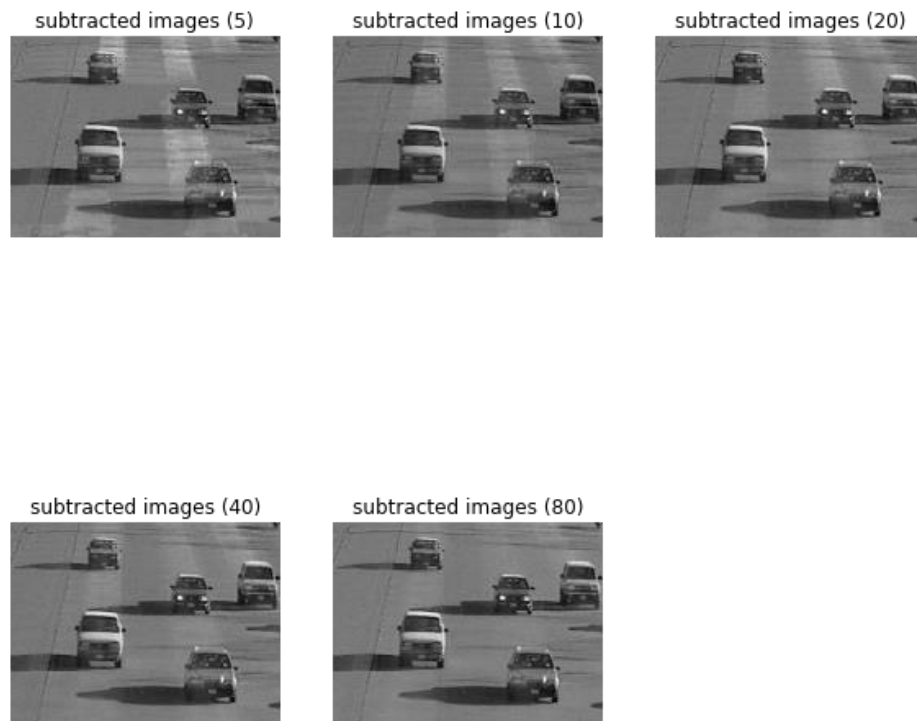 subtracted images (5)
subtracted images (10)
subtracted images (20)
subtracted images (40)
subtracted images (80)